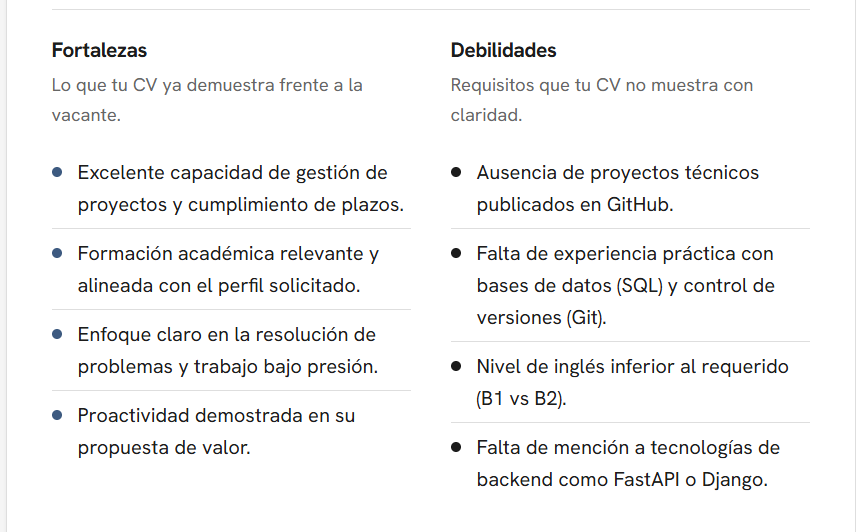 Fortalezas
Lo que tu CV ya demuestra frente a la
vacante.
Excelente capacidad de gestión de
proyectos y cumplimiento de plazos.
Formación académica relevante y
alineada con el perfil solicitado.
Enfoque claro en la resolución de
problemas y trabajo bajo presión.
Proactividad demostrada en su
propuesta de valor.
Debilidades
Requisitos que tu CV no muestra con
claridad.
Ausencia de proyectos técnicos
publicados en GitHub.
Falta de experiencia práctica con
bases de datos (SQL) y control de
versiones (Git).
Nivel de inglés inferior al requerido
(B1 vs B2).
Falta de mención a tecnologías de
backend como FastAPI o Django.